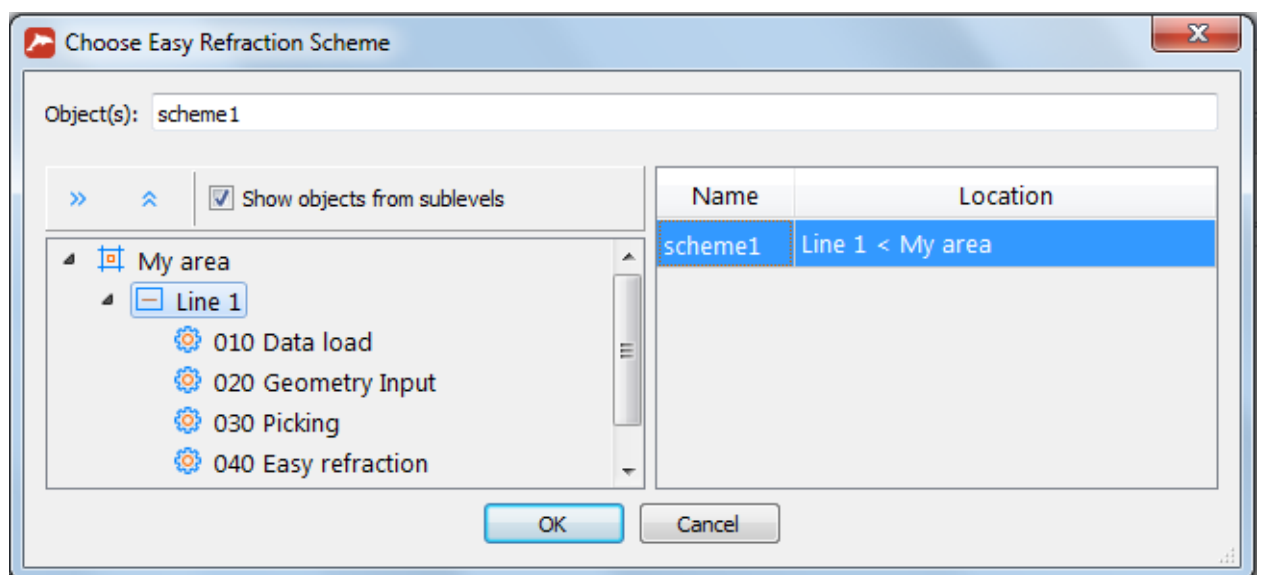 Choose Easy Refraction Scheme
Object(s): scheme1
Show objects from sublevels
Name Location
scheme1 Line 1 < My area
My area
Line 1
010 Data load
020 Geometry Input
030 Picking
040 Easy refraction
OK Cancel